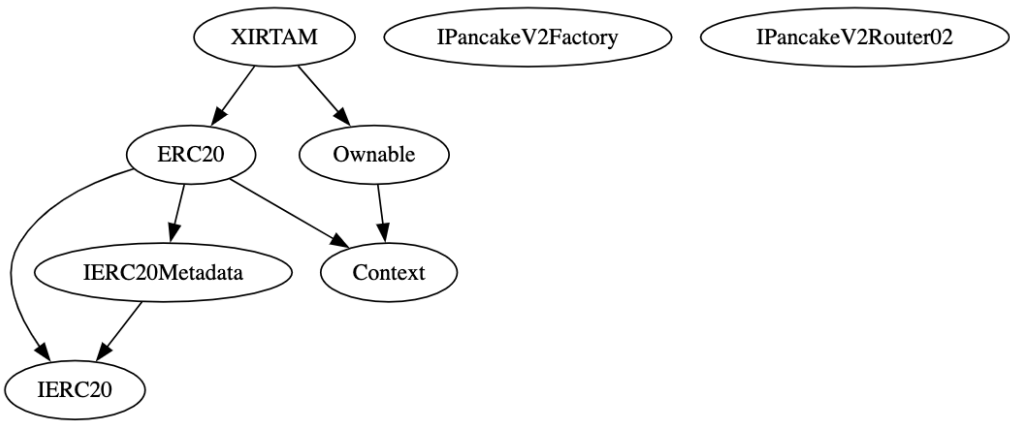 XIRTAM
IPancakeV2Factory
IPancakeV2Router02
ERC20
Ownable
IERC20Metadata
Context
IERC20